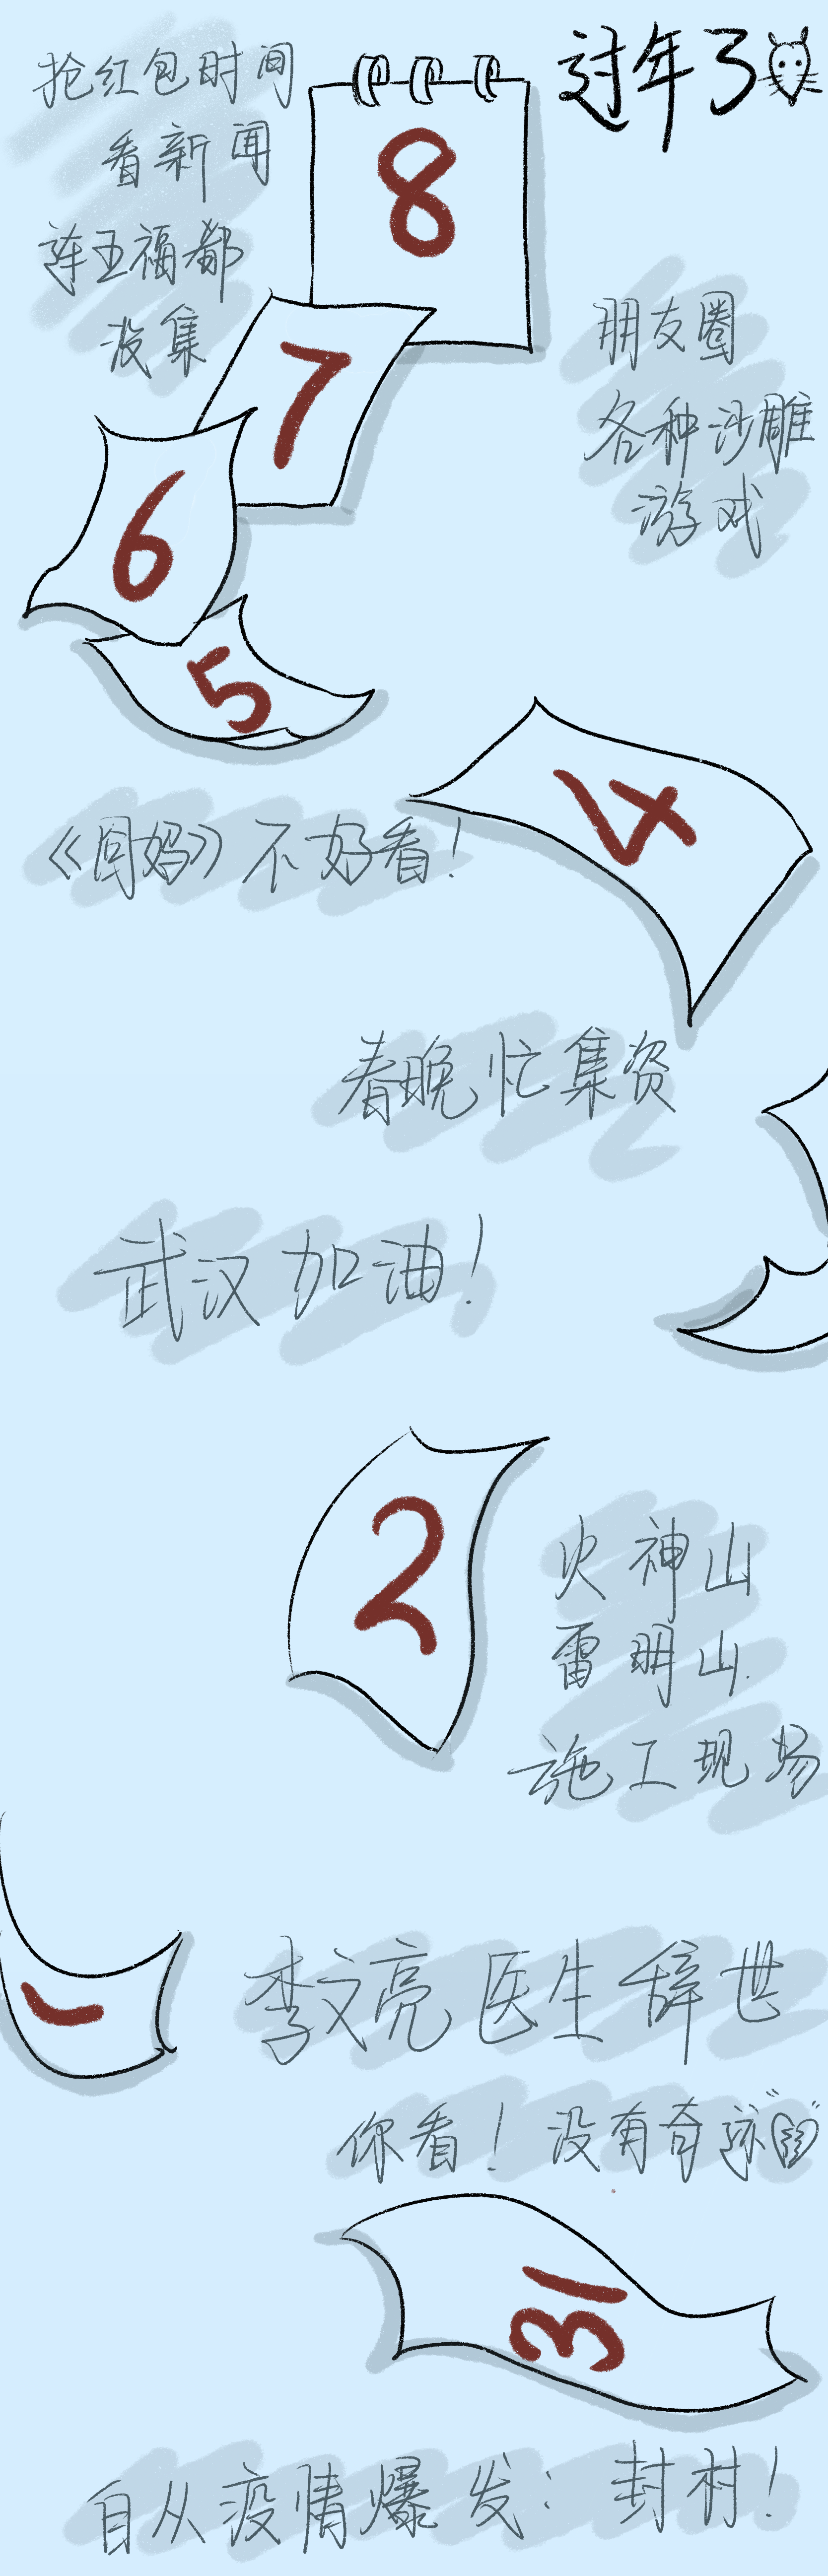 过年了
抢红包时间
看新闻
连五福都
没集
8
朋友圈
各种沙雕
游戏
7
6
5
4
《囧妈》不好看!
春晚忙集资
武汉加油!
2
火神山
雷明山
施工现场
1
李文亮医生辞世
你看!没有奇迹
31
自从疫情爆发:封村!